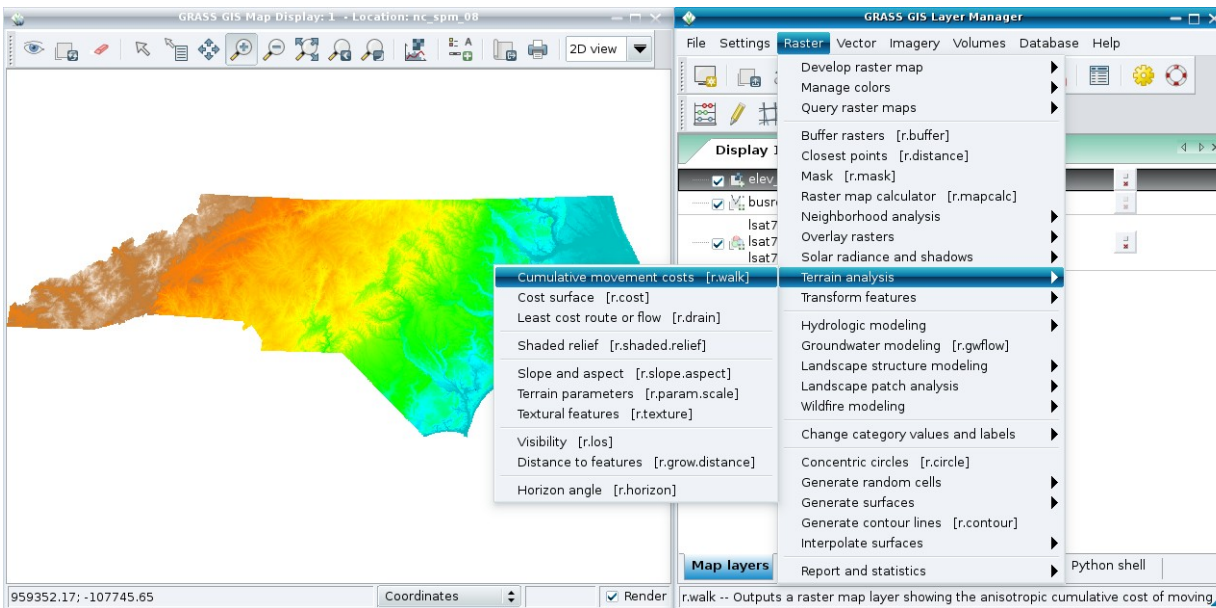 GRASS GIS Map Display: 1 - Location: nc_spm_08
2D view
959352.17; -107745.65
Coordinates
Render
GRASS GIS Layer Manager
File Settings Raster Vector Imagery Volumes Database Help
Display
elev_
lsat7
lsat7
lsat7
Develop raster map
Manage colors
Query raster maps
Buffer rasters [r.buffer]
Closest points [r.distance]
Mask [r.mask]
Raster map calculator [r.mapcalc]
Neighborhood analysis
Overlay rasters
Solar radiance and shadows
Terrain analysis
Transform features
Hydrologic modeling
Groundwater modeling [r.gwflow]
Landscape structure modeling
Landscape patch analysis
Wildfire modeling
Change category values and labels
Concentric circles [r.circle]
Generate random cells
Generate surfaces
Generate contour lines [r.contour]
Interpolate surfaces
Report and statistics
Cumulative movement costs [r.walk]
Cost surface [r.cost]
Least cost route or flow [r.drain]
Shaded relief [r.shaded.relief]
Slope and aspect [r.slope.aspect]
Terrain parameters [r.param.scale]
Textural features [r.texture]
Visibility [r.los]
Distance to features [r.grow.distance]
Horizon angle [r.horizon]
Map layers
Python shell
r.walk -- Outputs a raster map layer showing the anisotropic cumulative cost of moving